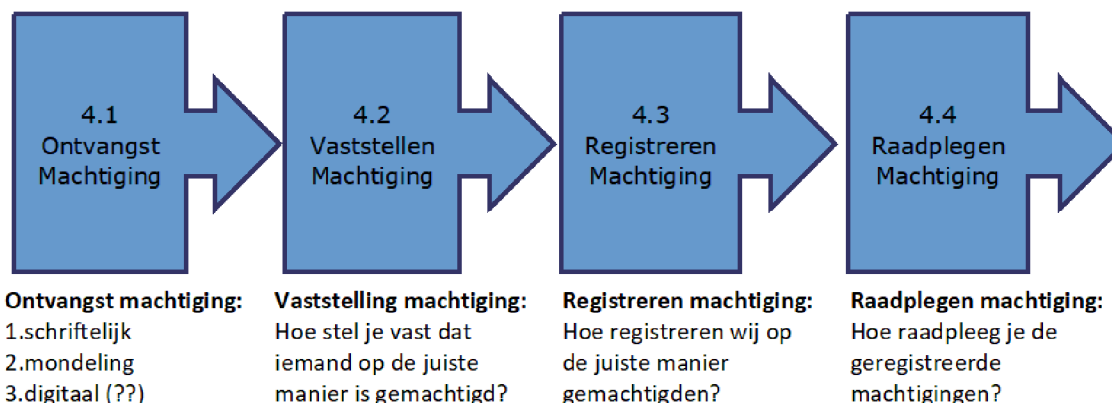 4.1
Ontvangst
Machtiging
4.2
Vaststellen
Machtiging
4.3
Registreren
Machtiging
4.4
Raadplegen
Machtiging
Ontvangst machtiging:
1.schriftelijk
2.mondeling
3.digitaal (??)
Vaststelling machtiging:
Hoe stel je vast dat
iemand op de juiste
manier is gemachtigd?
Registreren machtiging:
Hoe registreren wij op
de juiste manier
gemachtigden?
Raadplegen machtiging:
Hoe raadpleeg je de
geregistreerde
machtigingen?